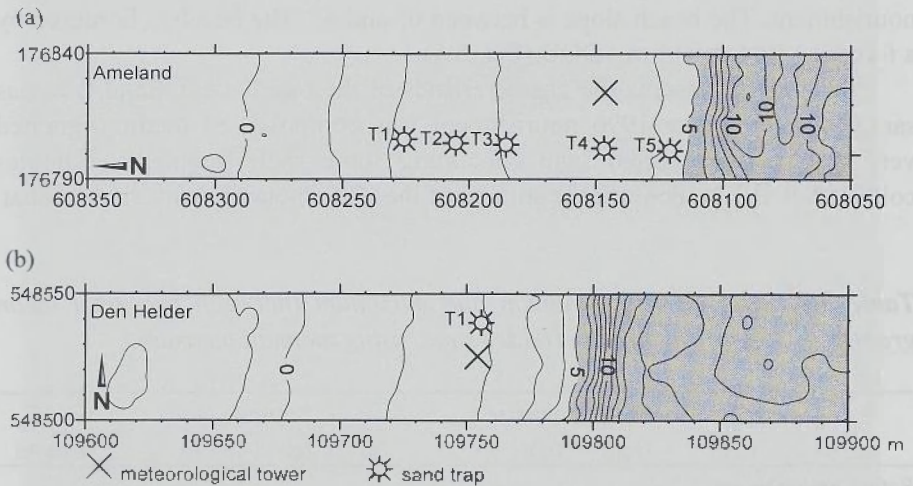 (a)
176840
Ameland
0
T1 T2 T3 T4 T5
5 10 10 10
N
176790
608350 608300 608250 608200 608150 608100 608050
(b)
548550
Den Helder
T1
0 5 10
N
548500
109600 109650 109700 109750 109800 109850 109900 m
meteorological tower sand trap